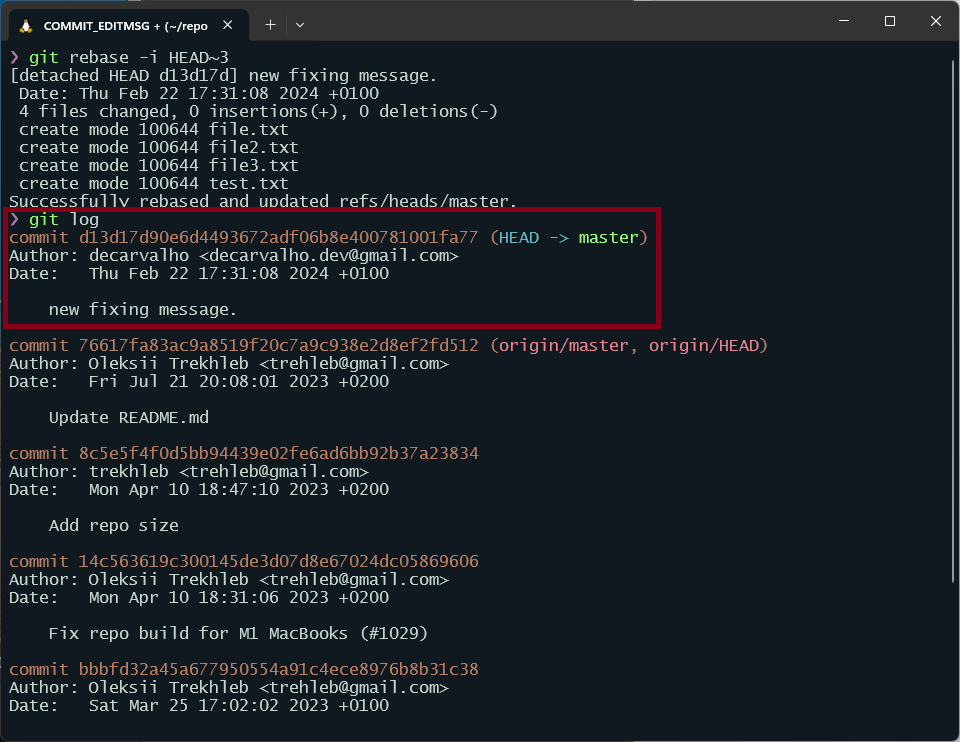 COMMIT_EDITMSG + (~/repo
❯ git rebase -i HEAD~3
[detached HEAD d13d17d] new fixing message.
 Date: Thu Feb 22 17:31:08 2024 +0100
 4 files changed, 0 insertions(+), 0 deletions(-)
 create mode 100644 file.txt
 create mode 100644 file2.txt
 create mode 100644 file3.txt
 create mode 100644 test.txt
Successfully rebased and updated refs/heads/master.
❯ git log
commit d13d17d90e6d4493672adf06b8e400781001fa77 (HEAD -> master)
Author: decarvalho <decarvalho.dev@gmail.com>
Date:   Thu Feb 22 17:31:08 2024 +0100

    new fixing message.

commit 76617fa83ac9a8519f20c7a9c938e2d8ef2fd512 (origin/master, origin/HEAD)
Author: Oleksii Trekhleb <trehleb@gmail.com>
Date:   Fri Jul 21 20:08:01 2023 +0200

    Update README.md

commit 8c5e5f4f0d5bb94439e02fe6ad6bb92b37a23834
Author: trekhleb <trehleb@gmail.com>
Date:   Mon Apr 10 18:47:10 2023 +0200

    Add repo size

commit 14c563619c300145de3d07d8e67024dc05869606
Author: Oleksii Trekhleb <trehleb@gmail.com>
Date:   Mon Apr 10 18:31:06 2023 +0200

    Fix repo build for M1 MacBooks (#1029)

commit bbbfd32a45a677950554a91c4ece8976b8b31c38
Author: Oleksii Trekhleb <trehleb@gmail.com>
Date:   Sat Mar 25 17:02:02 2023 +0100